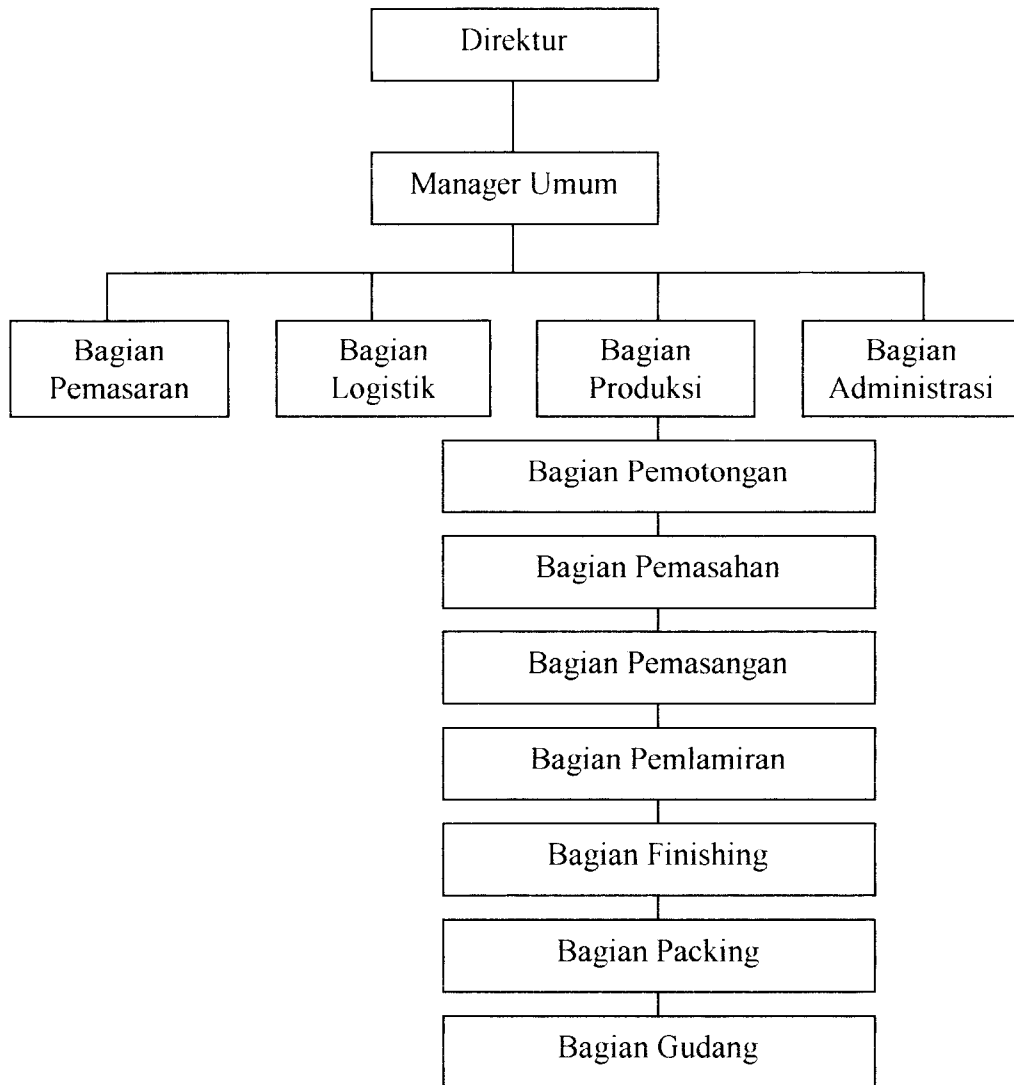 Direktur
Manager Umum
Bagian
Pemasaran
Bagian
Logistik
Bagian
Produksi
Bagian
Administrasi
Bagian Pemotongan
Bagian Pemasahan
Bagian Pemasangan
Bagian Pemlamiran
Bagian Finishing
Bagian Packing
Bagian Gudang